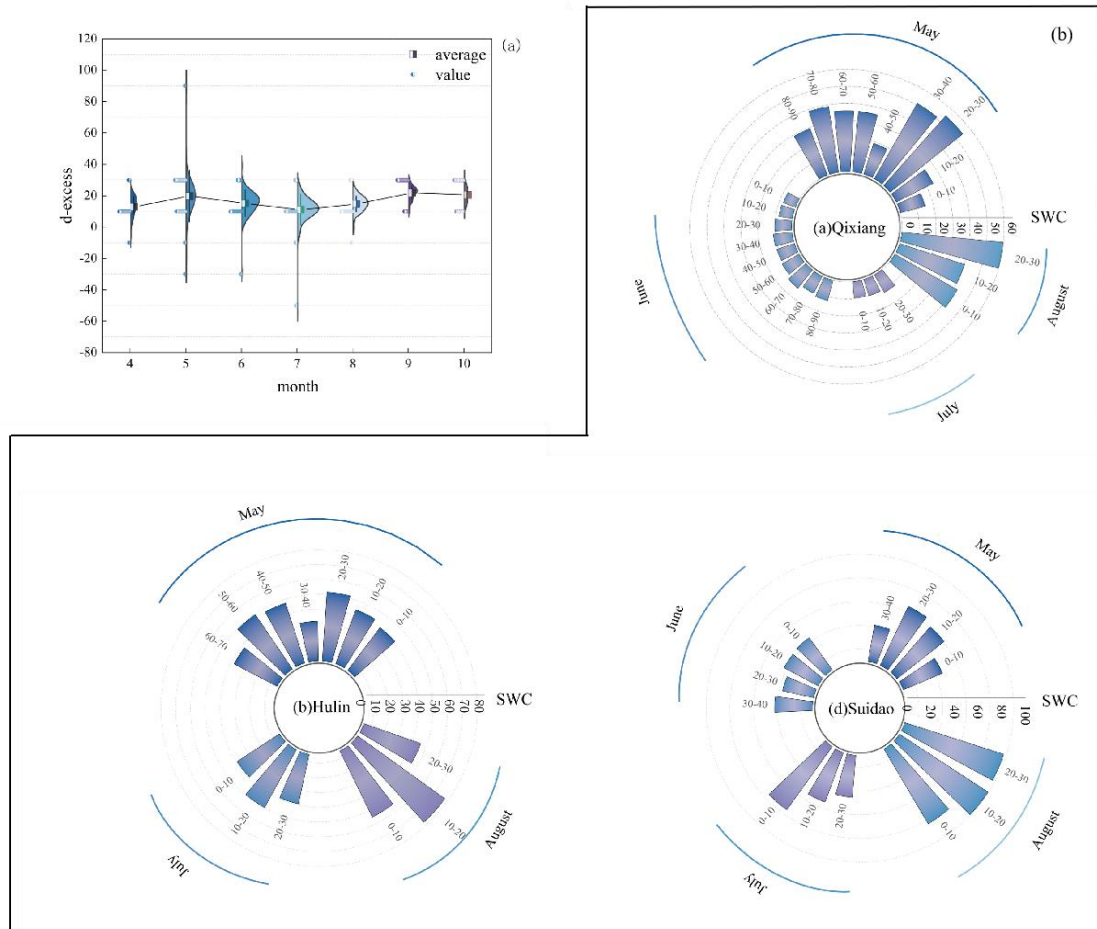 (a)
average
value
120
100
80
60
40
20
0
-20
-40
-60
-80
d-excess
4 5 6 7 8 9 10
month
(b)
May
80-90 70-80 60-70 50-60 40-50 30-40 20-30 10-20 0-10
0 10 20 30 40 50 60
SWC
(a)Qixiang
June
0-10
10-20
20-30
30-40
40-50
50-60
60-70
70-80
80-90
July
0-10 10-20 20-30
August
0-10 10-20 20-30
May
60-70 50-60 40-50 30-40 20-30 10-20 0-10
0 10 20 30 40 50 60 70 80
SWC
(b)Hulin
July
0-10 10-20 20-30
August
0-10 10-20 20-30
May
30-40 20-30 10-20 0-10
0 20 40 60 80 100
SWC
(d)Suidao
June
0-10
10-20
20-30
30-40
July
0-10 10-20 20-30
August
0-10 10-20 20-30